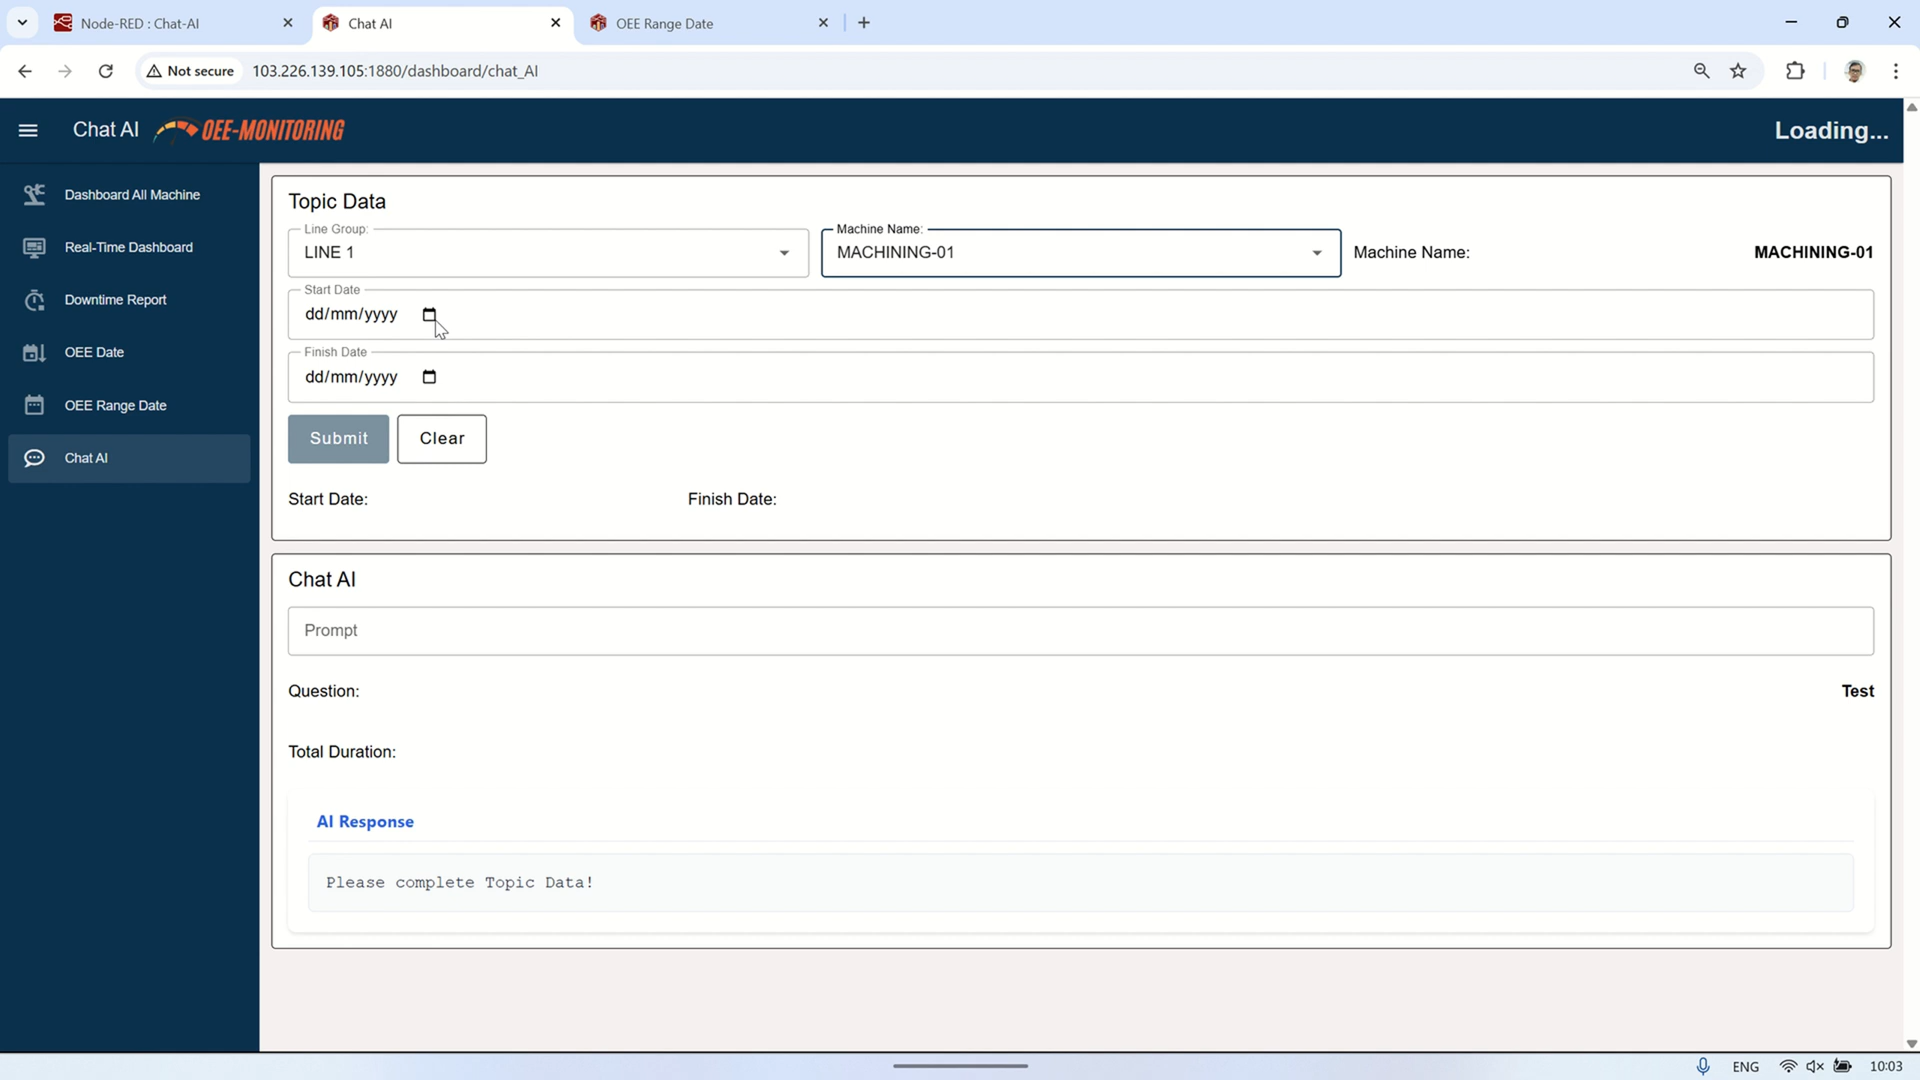 Node-RED : Chat-AI
Chat AI
OEE Range Date
Not secure
103.226.139.105:1880/dashboard/chat_AI
Chat AI
OEE-MONITORING
Loading...
Dashboard All Machine
Real-Time Dashboard
Downtime Report
OEE Date
OEE Range Date
Chat AI
Topic Data
Line Group:
LINE 1
Machine Name:
MACHINING-01
Machine Name:
MACHINING-01
Start Date
dd/mm/yyyy
Finish Date
dd/mm/yyyy
Submit
Clear
Start Date:
Finish Date:
Chat AI
Prompt
Question:
Test
Total Duration:
AI Response
Please complete Topic Data!
ENG
10:03